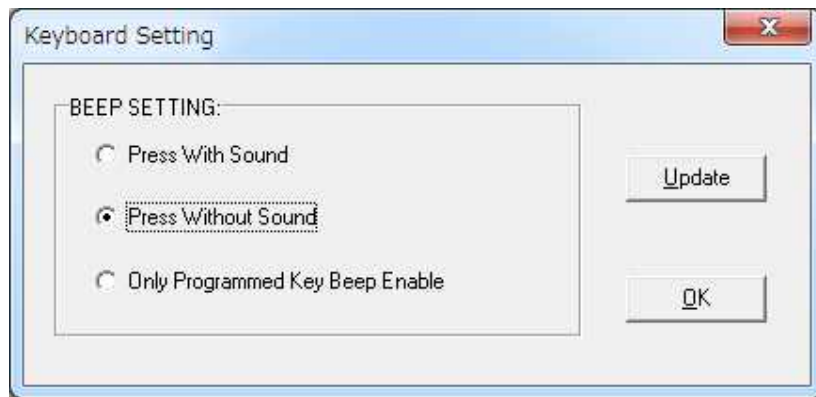 Keyboard Setting
BEEP SETTING:
Press With Sound
Press Without Sound
Only Programmed Key Beep Enable
Update
OK